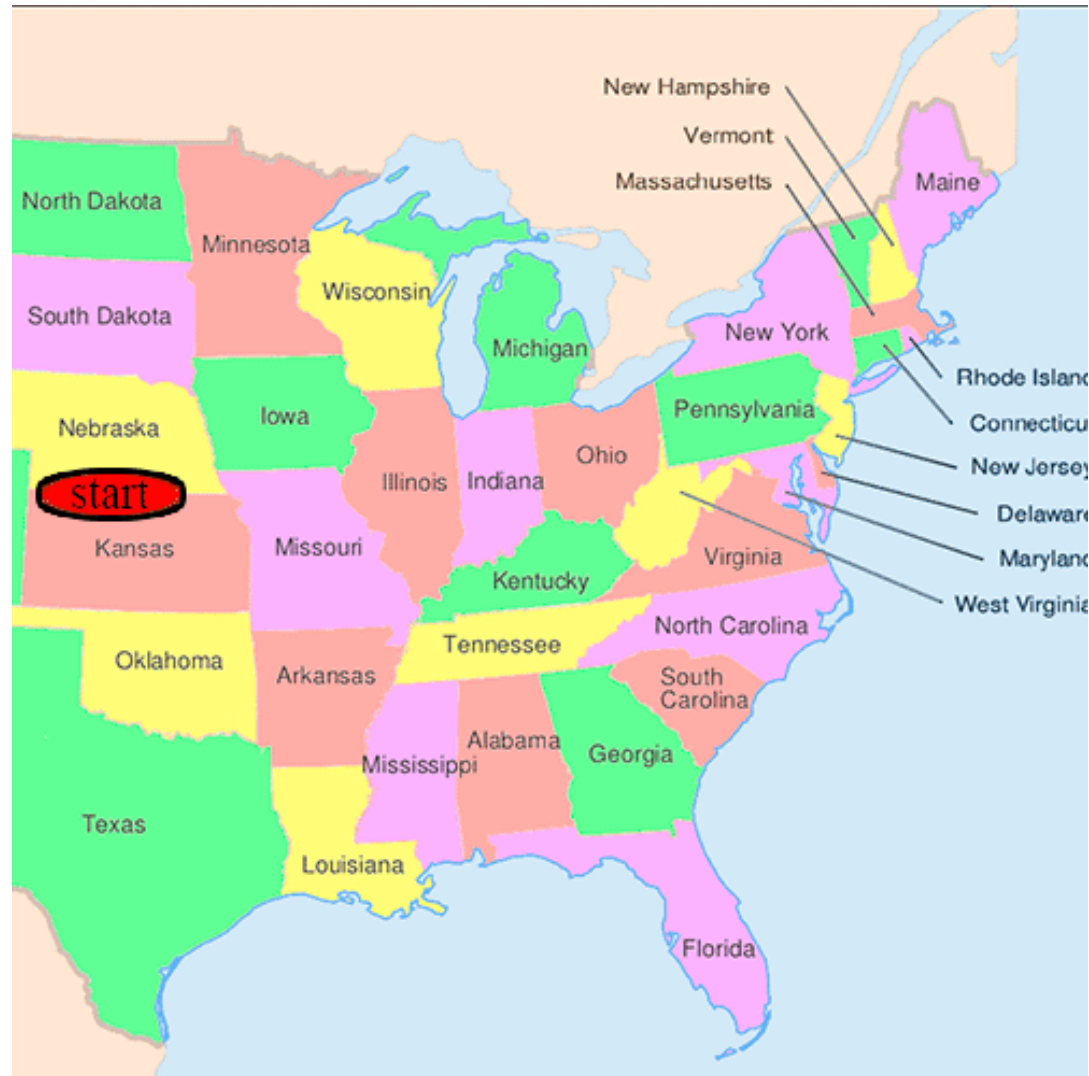 New Hampshire
Vermont
Massachusetts
Maine
North Dakota
Minnesota
Wisconsin
South Dakota
New York
Michigan
Rhode Island
Pennsylvania
Iowa
Connecticu
Nebraska
Ohio
New Jersey
Illinois
Indiana
start
Delaware
Kansas
Missouri
Virginia
Maryland
Kentucky
West Virginia
North Carolina
Tennessee
Oklahoma
Arkansas
South
Carolina
Alabama
Georgia
Mississippi
Texas
Louisiana
Florida